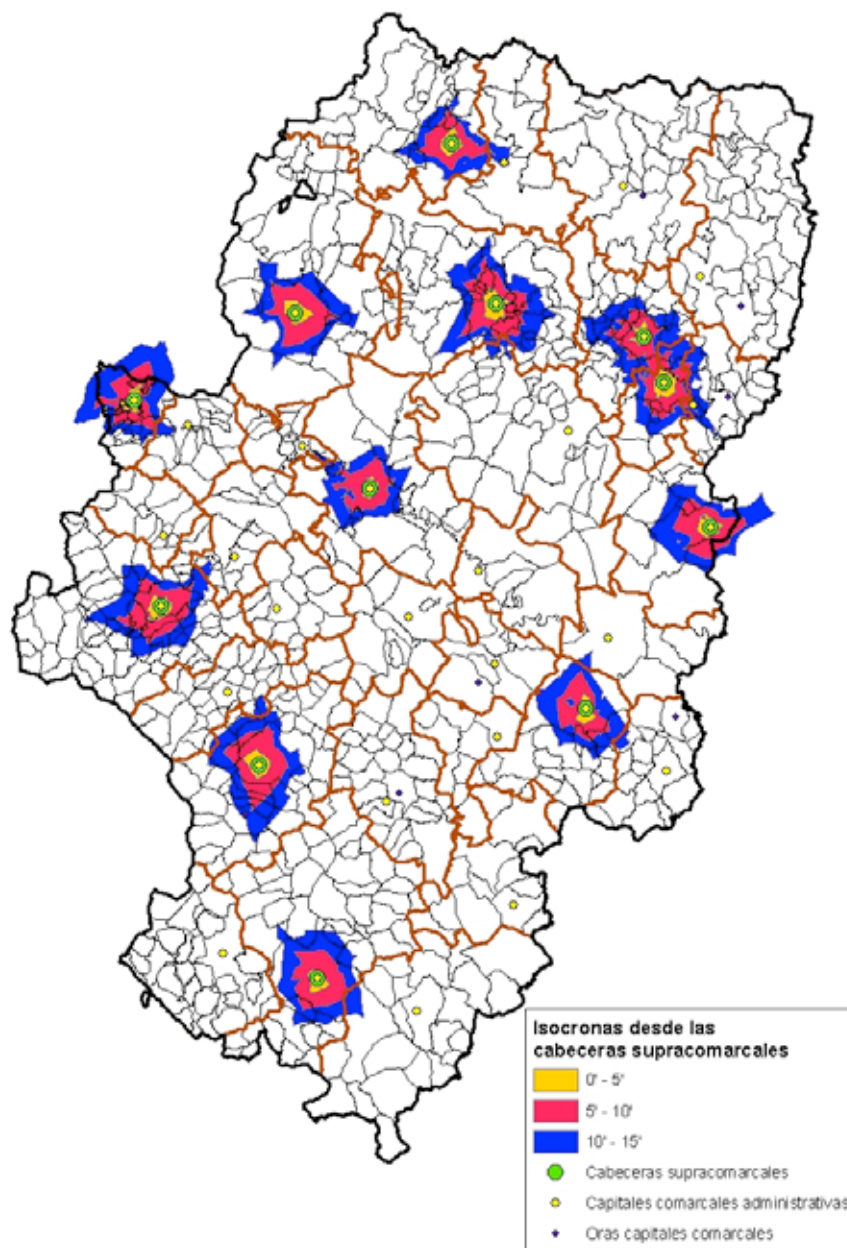 Isocronas desde las
cabeceras supracomarcales
0' - 5'
5' - 10'
10' - 15'
Cabeceras supracomarcales
Capitales comarcales administrativas
Oras capitales comarcales